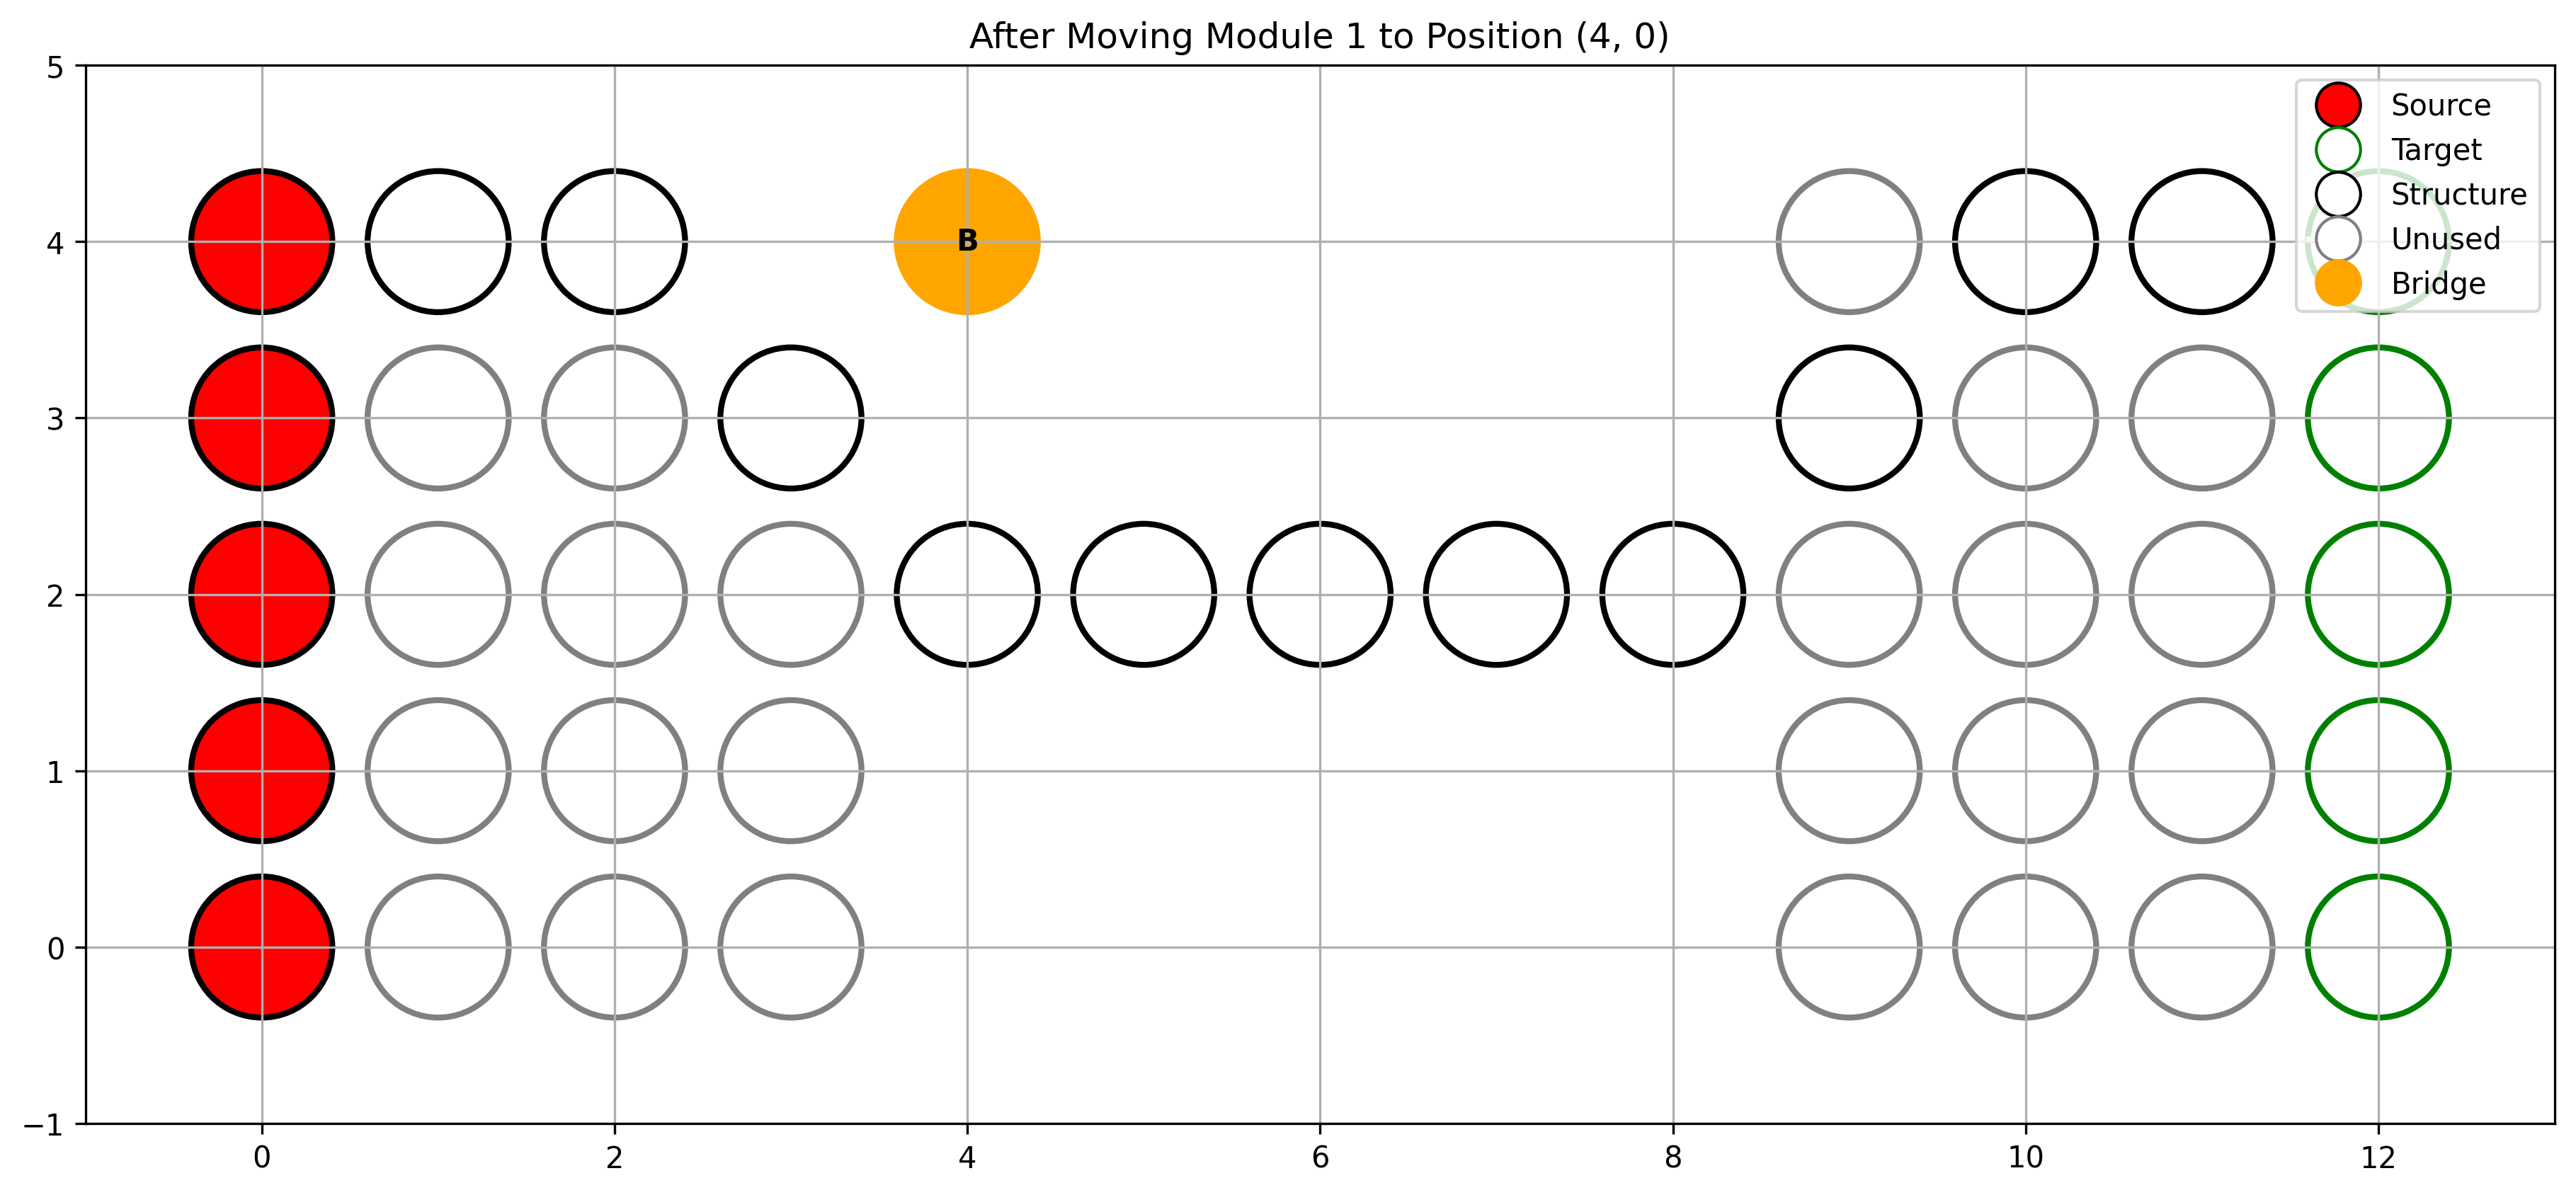 After Moving Module 1 to Position (4, 0)
5
4
3
2
1
0
−1
B
Source
Target
Structure
Unused
Bridge
0 2 4 6 8 10 12